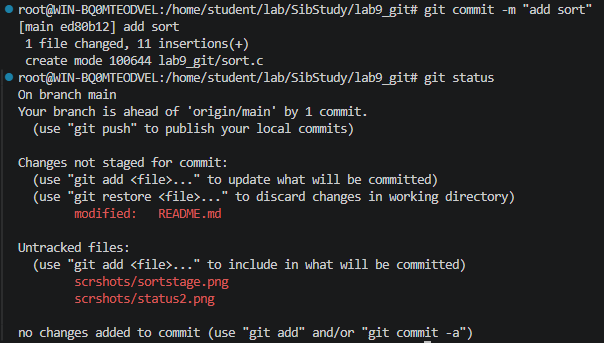 root@WIN-BQ0MTEODVEL:/home/student/lab/SibStudy/lab9_git# git commit -m "add sort"
[main ed80b12] add sort
 1 file changed, 11 insertions(+)
 create mode 100644 lab9_git/sort.c
root@WIN-BQ0MTEODVEL:/home/student/lab/SibStudy/lab9_git# git status
On branch main
Your branch is ahead of 'origin/main' by 1 commit.
  (use "git push" to publish your local commits)

Changes not staged for commit:
  (use "git add <file>..." to update what will be committed)
  (use "git restore <file>..." to discard changes in working directory)
        modified:   README.md

Untracked files:
  (use "git add <file>..." to include in what will be committed)
        scrshots/sortstage.png
        scrshots/status2.png

no changes added to commit (use "git add" and/or "git commit -a")